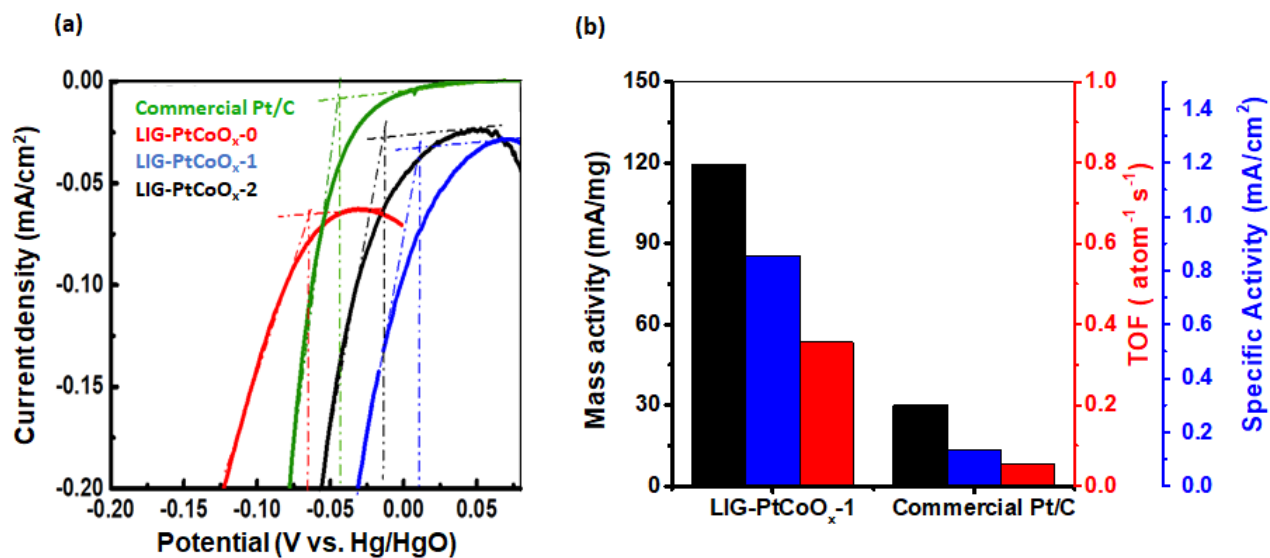 (a)
0.00
-0.05
-0.10
-0.15
-0.20
Current density (mA/cm²)
Commercial Pt/C
LIG-PtCoOₓ-0
LIG-PtCoOₓ-1
LIG-PtCoOₓ-2
-0.20 -0.15 -0.10 -0.05 0.00 0.05
Potential (V vs. Hg/HgO)
(b)
150
120
90
60
30
0
Mass activity (mA/mg)
LIG-PtCoOₓ-1 Commercial Pt/C
1.0
0.8
0.6
0.4
0.2
0.0
TOF ( atom⁻¹ s⁻¹)
1.4
1.2
1.0
0.8
0.6
0.4
0.2
0.0
Specific Activity (mA/cm²)